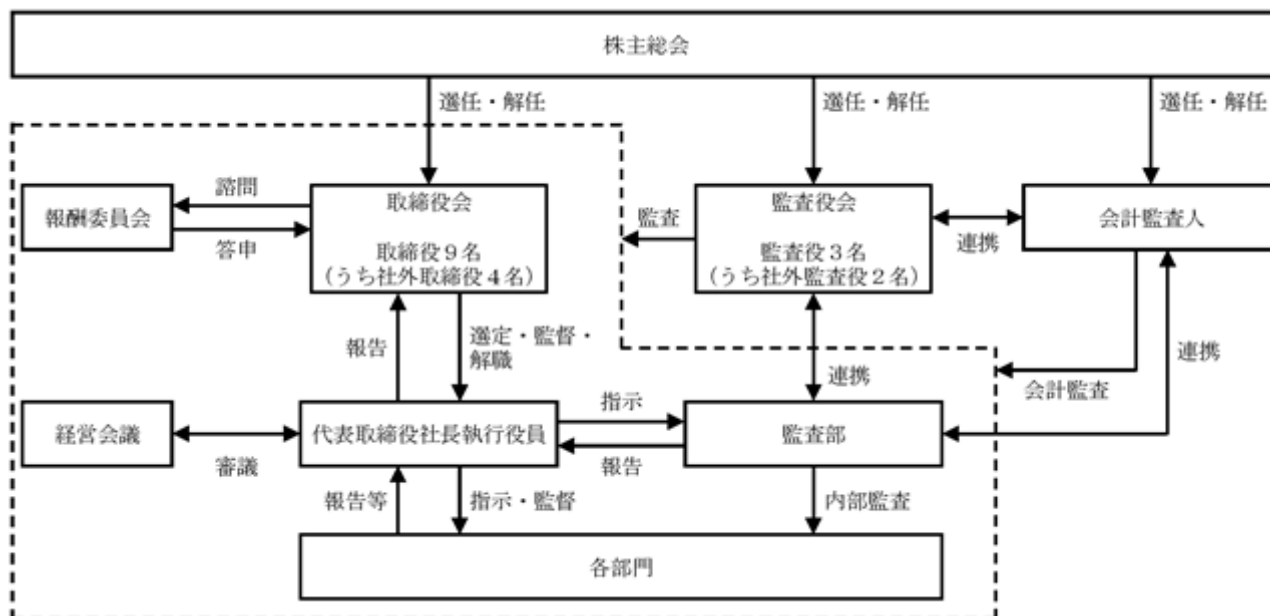 株主総会
選任・解任
選任・解任
選任・解任
報酬委員会
諮問
答申
取締役会
取締役9名
（うち社外取締役4名）
監査
監査役会
監査役3名
（うち社外監査役2名）
連携
会計監査人
報告
選定・監督・
解職
連携
会計監査
連携
経営会議
審議
代表取締役社長執行役員
指示
報告
監査部
報告等
指示・監督
内部監査
各部門